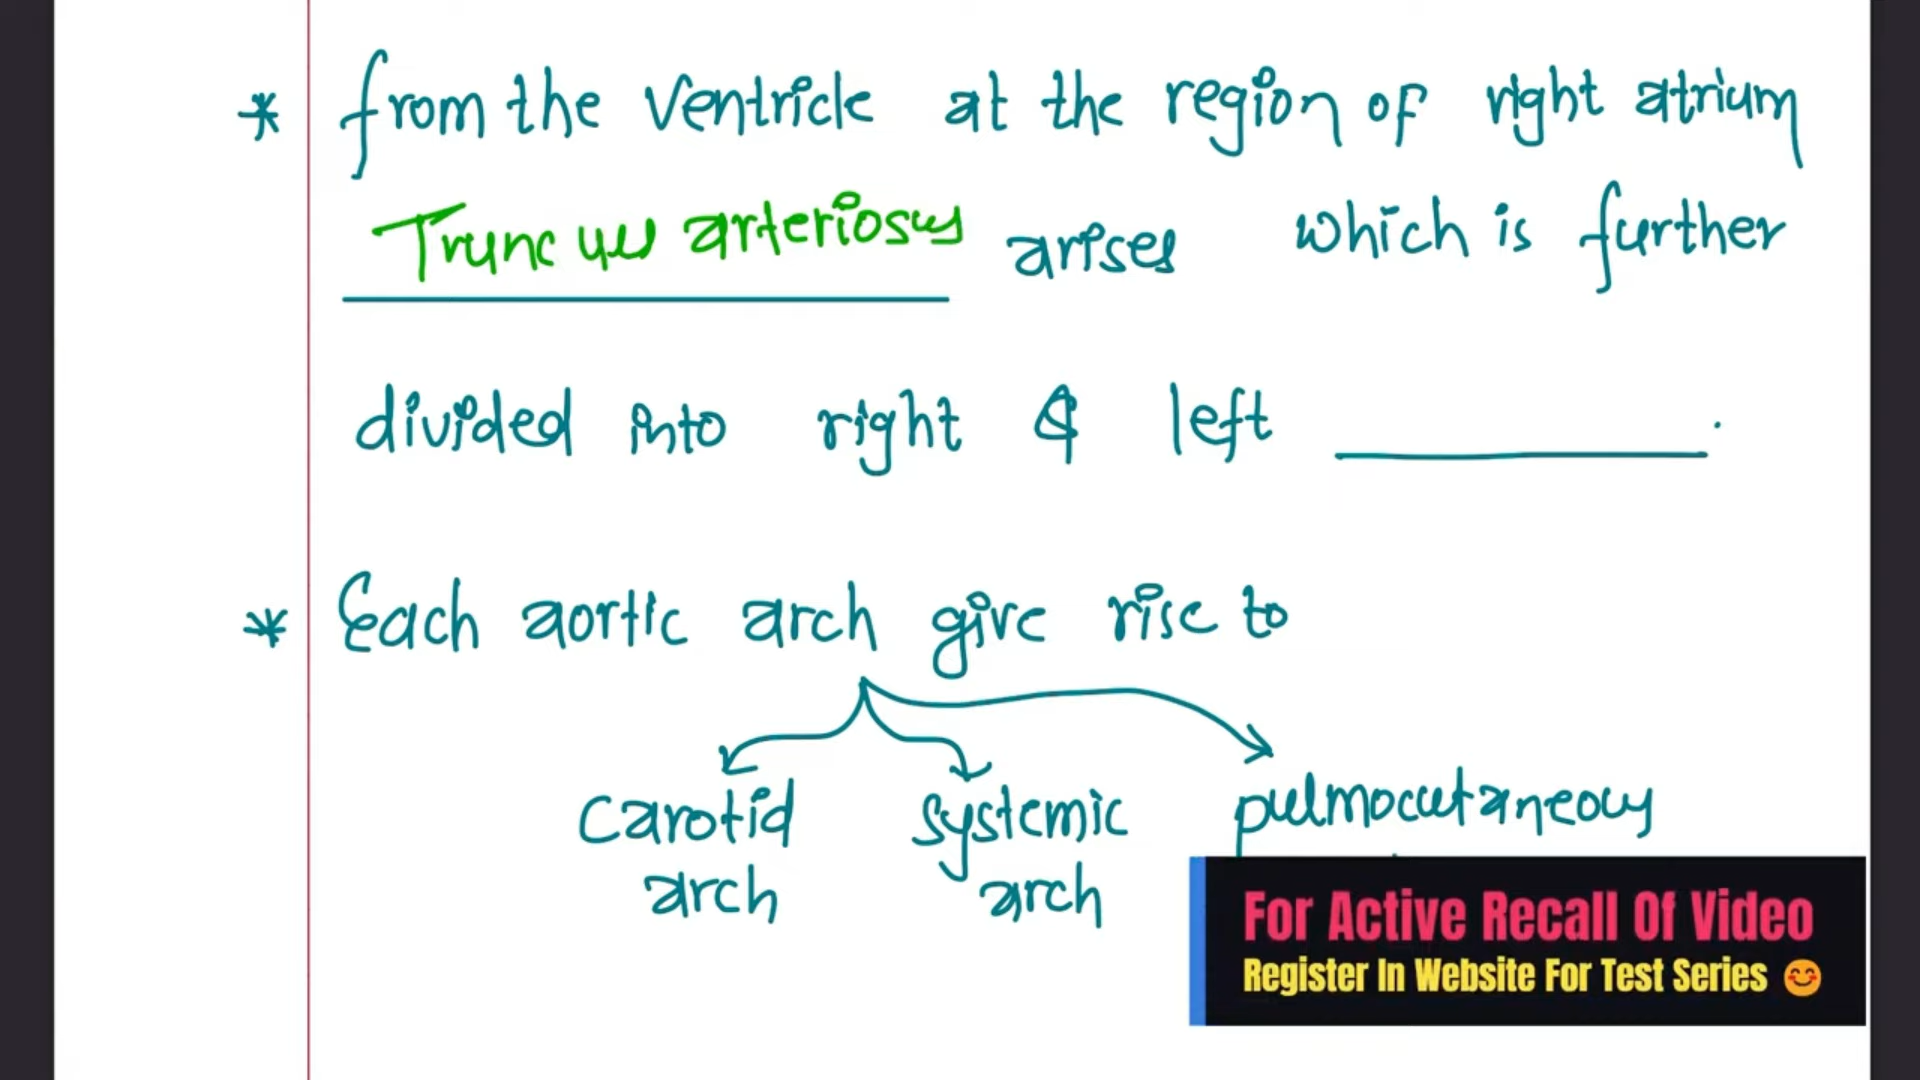 * from the ventricle at the region of right atrium
Truncus arteriosus arises which is further
divided into right & left ________.
* Each aortic arch give rise to
carotid systemic pulmocutaneous
arch arch
For Active Recall Of Video
Register In Website For Test Series 😊